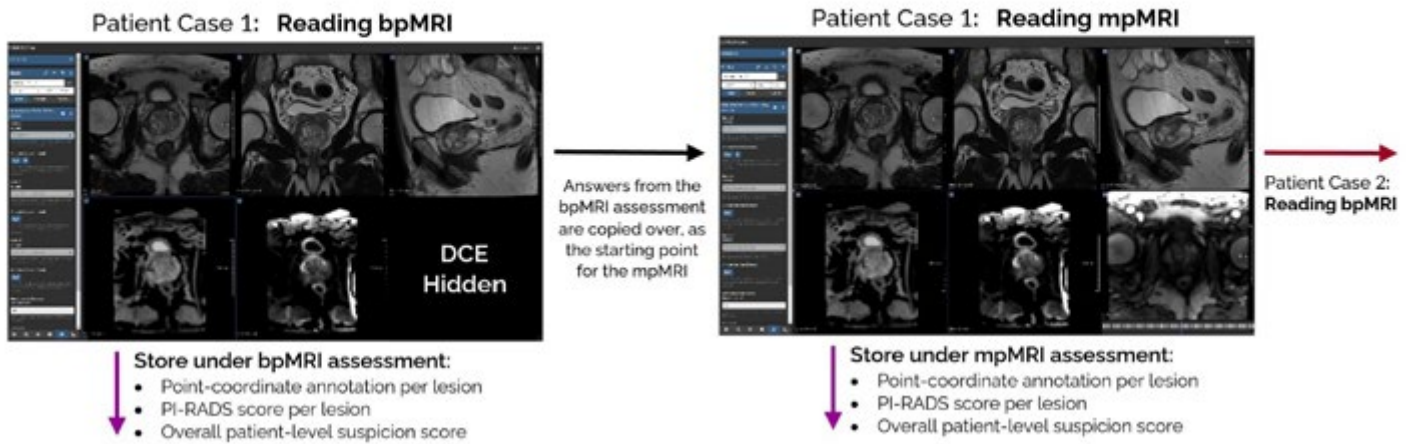 Patient Case 1: Reading bpMRI
DCE
Hidden
Store under bpMRI assessment:
• Point-coordinate annotation per lesion
• PI-RADS score per lesion
• Overall patient-level suspicion score
Answers from the
bpMRI assessment
are copied over, as
the starting point
for the mpMRI
Patient Case 1: Reading mpMRI
Store under mpMRI assessment:
• Point-coordinate annotation per lesion
• PI-RADS score per lesion
• Overall patient-level suspicion score
Patient Case 2:
Reading bpMRI